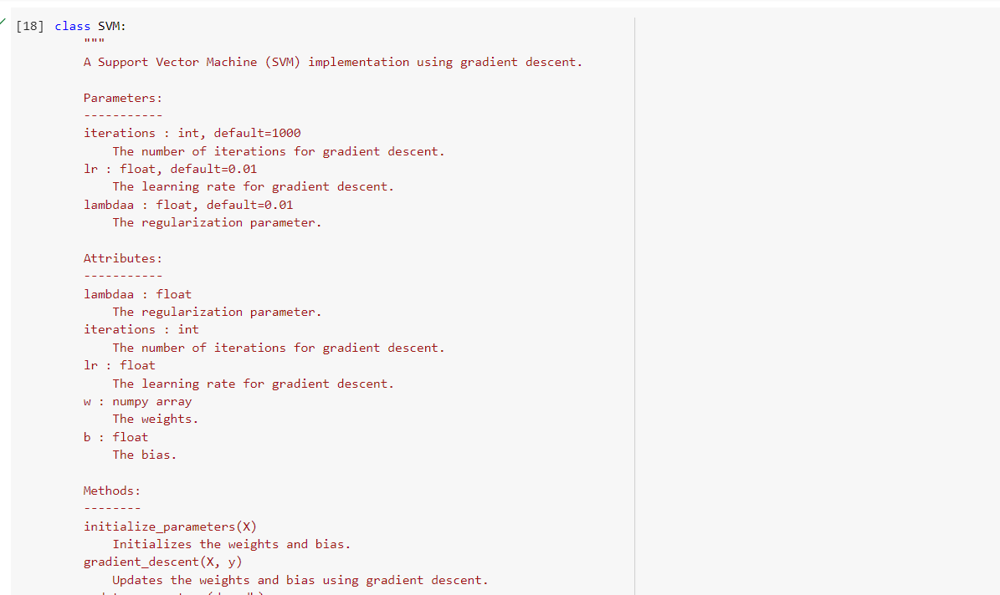 [18] class SVM:
"""
A Support Vector Machine (SVM) implementation using gradient descent.
Parameters:
-----------
iterations : int, default=1000
The number of iterations for gradient descent.
lr : float, default=0.01
The learning rate for gradient descent.
lambdaa : float, default=0.01
The regularization parameter.
Attributes:
-----------
lambdaa : float
The regularization parameter.
iterations : int
The number of iterations for gradient descent.
lr : float
The learning rate for gradient descent.
w : numpy array
The weights.
b : float
The bias.
Methods:
--------
initialize_parameters(X)
Initializes the weights and bias.
gradient_descent(X, y)
Updates the weights and bias using gradient descent.